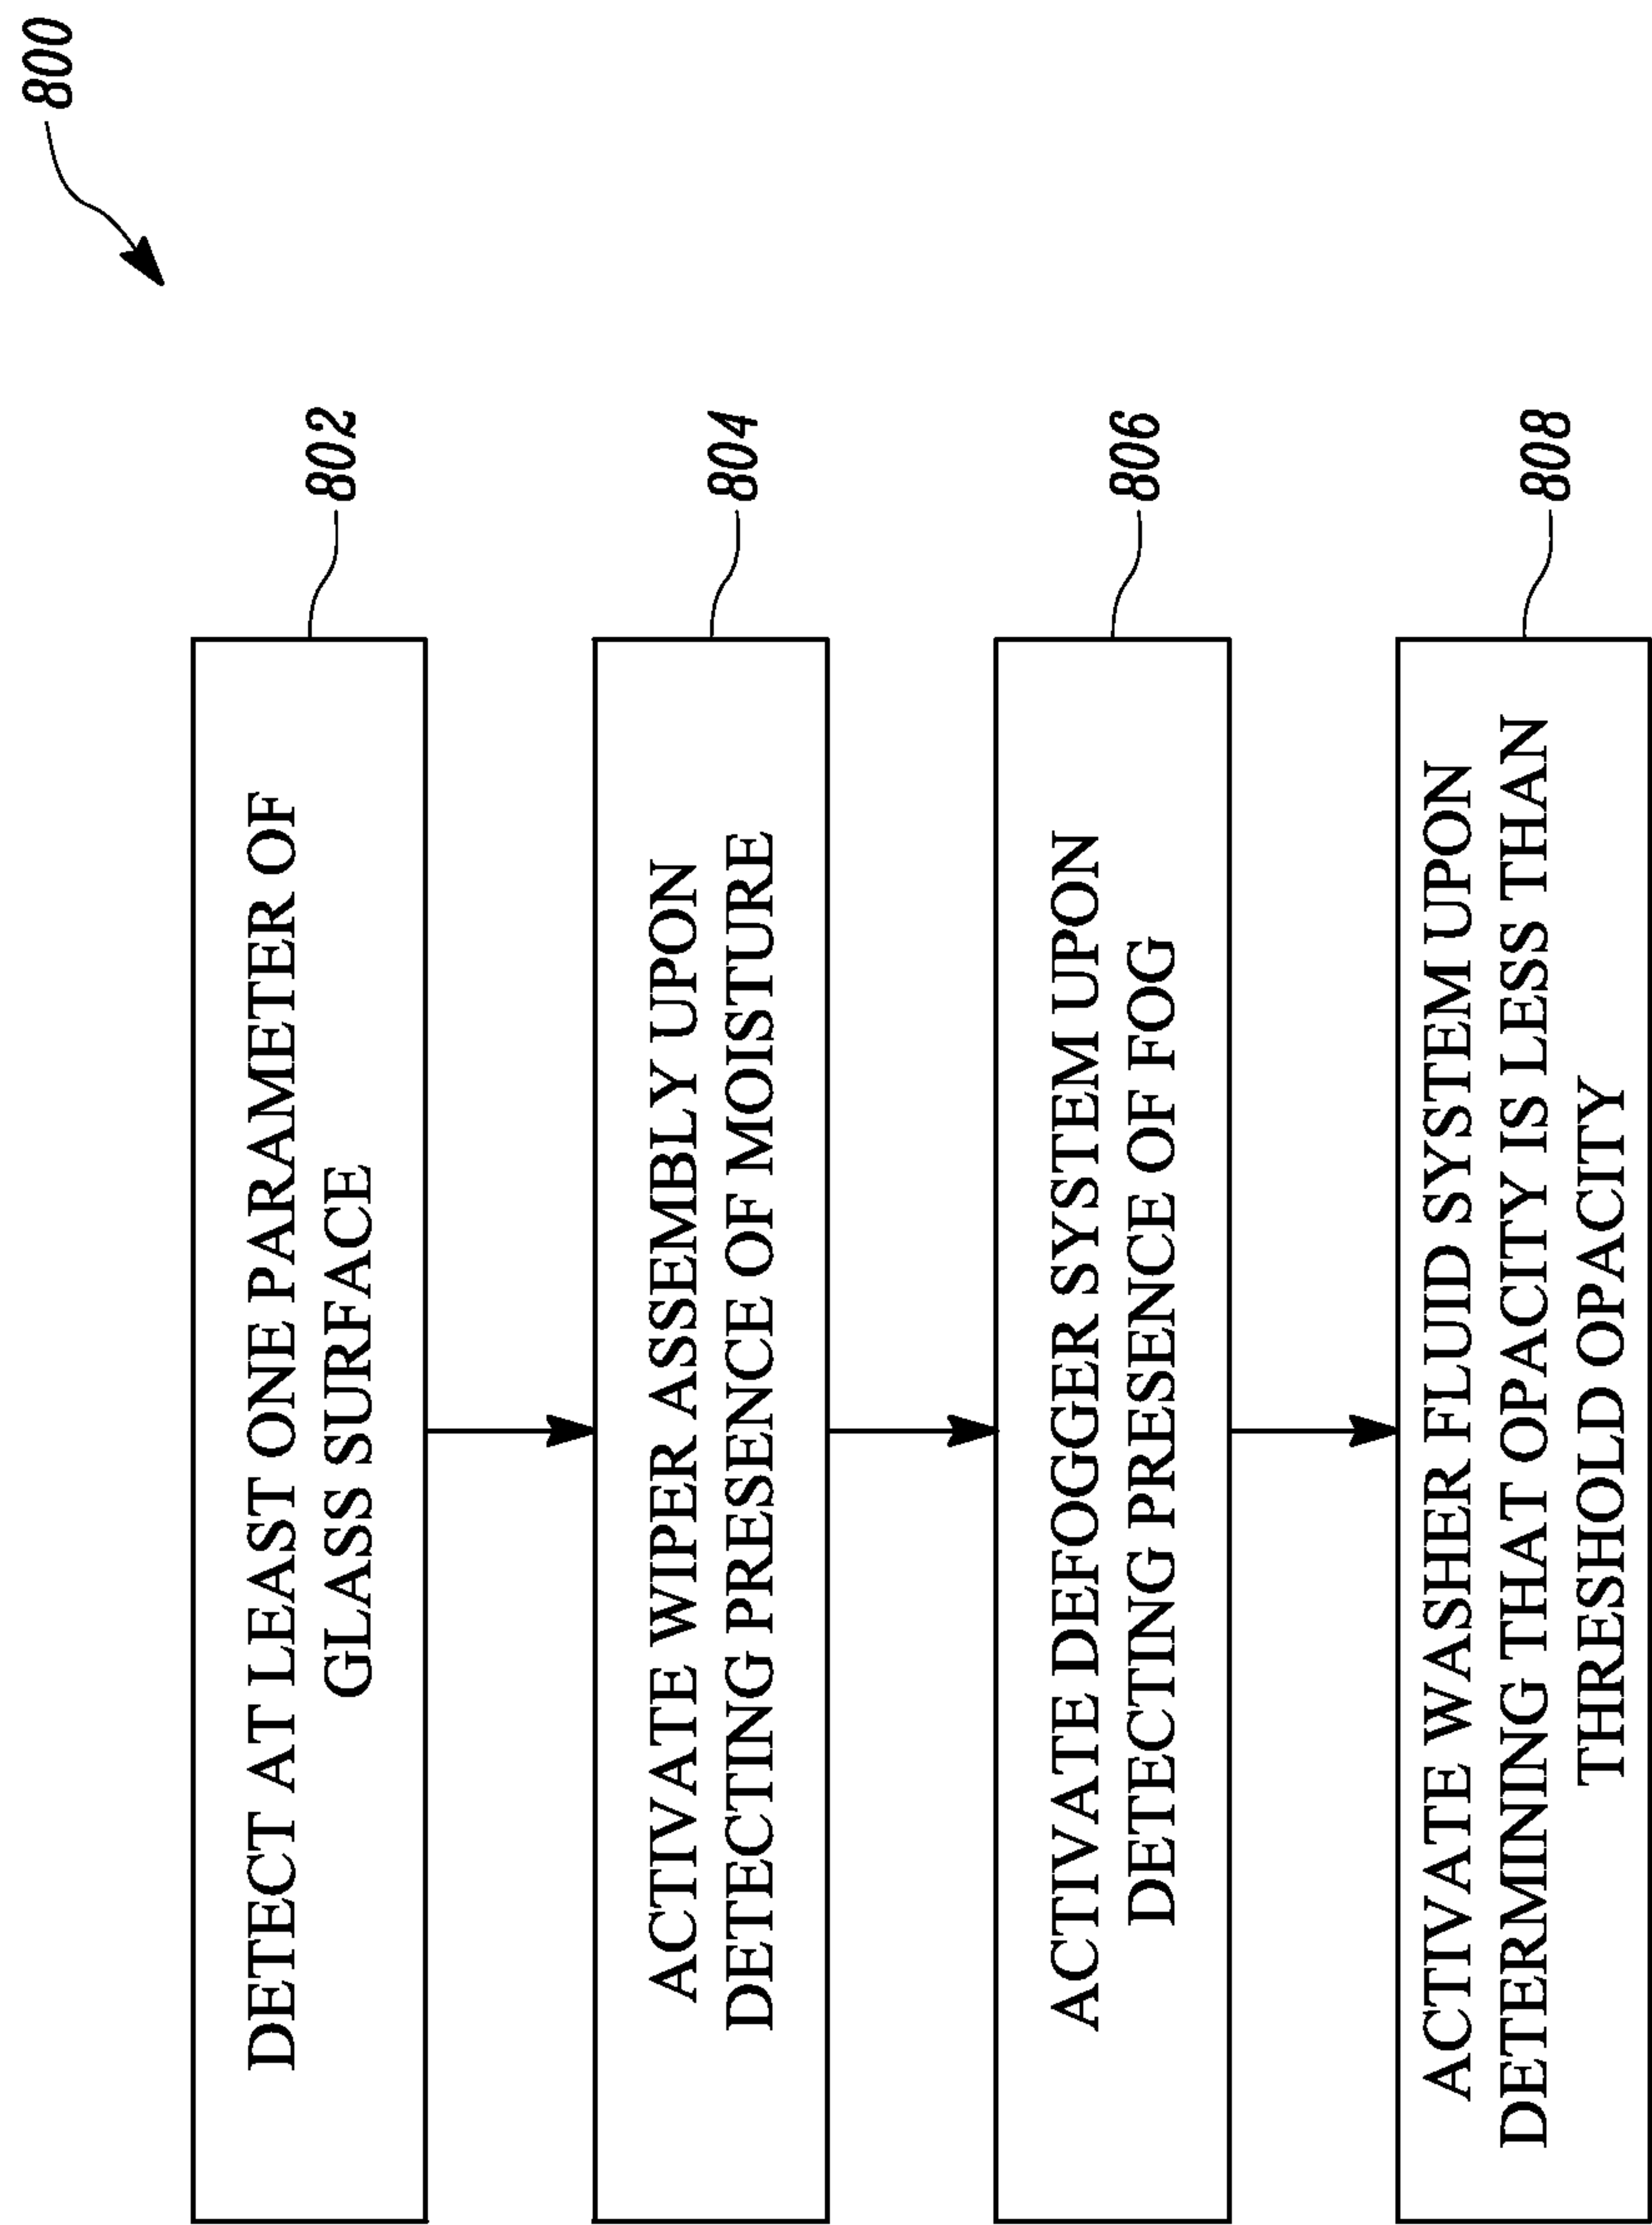 800
DETECT AT LEAST ONE PARAMETER OF
GLASS SURFACE
802
ACTIVATE WIPER ASSEMBLY UPON
DETECTING PRESENCE OF MOISTURE
804
ACTIVATE DEFOGGER SYSTEM UPON
DETECTING PRESENCE OF FOG
806
ACTIVATE WASHER FLUID SYSTEM UPON
DETERMINING THAT OPACITY IS LESS THAN
THRESHOLD OPACITY
808